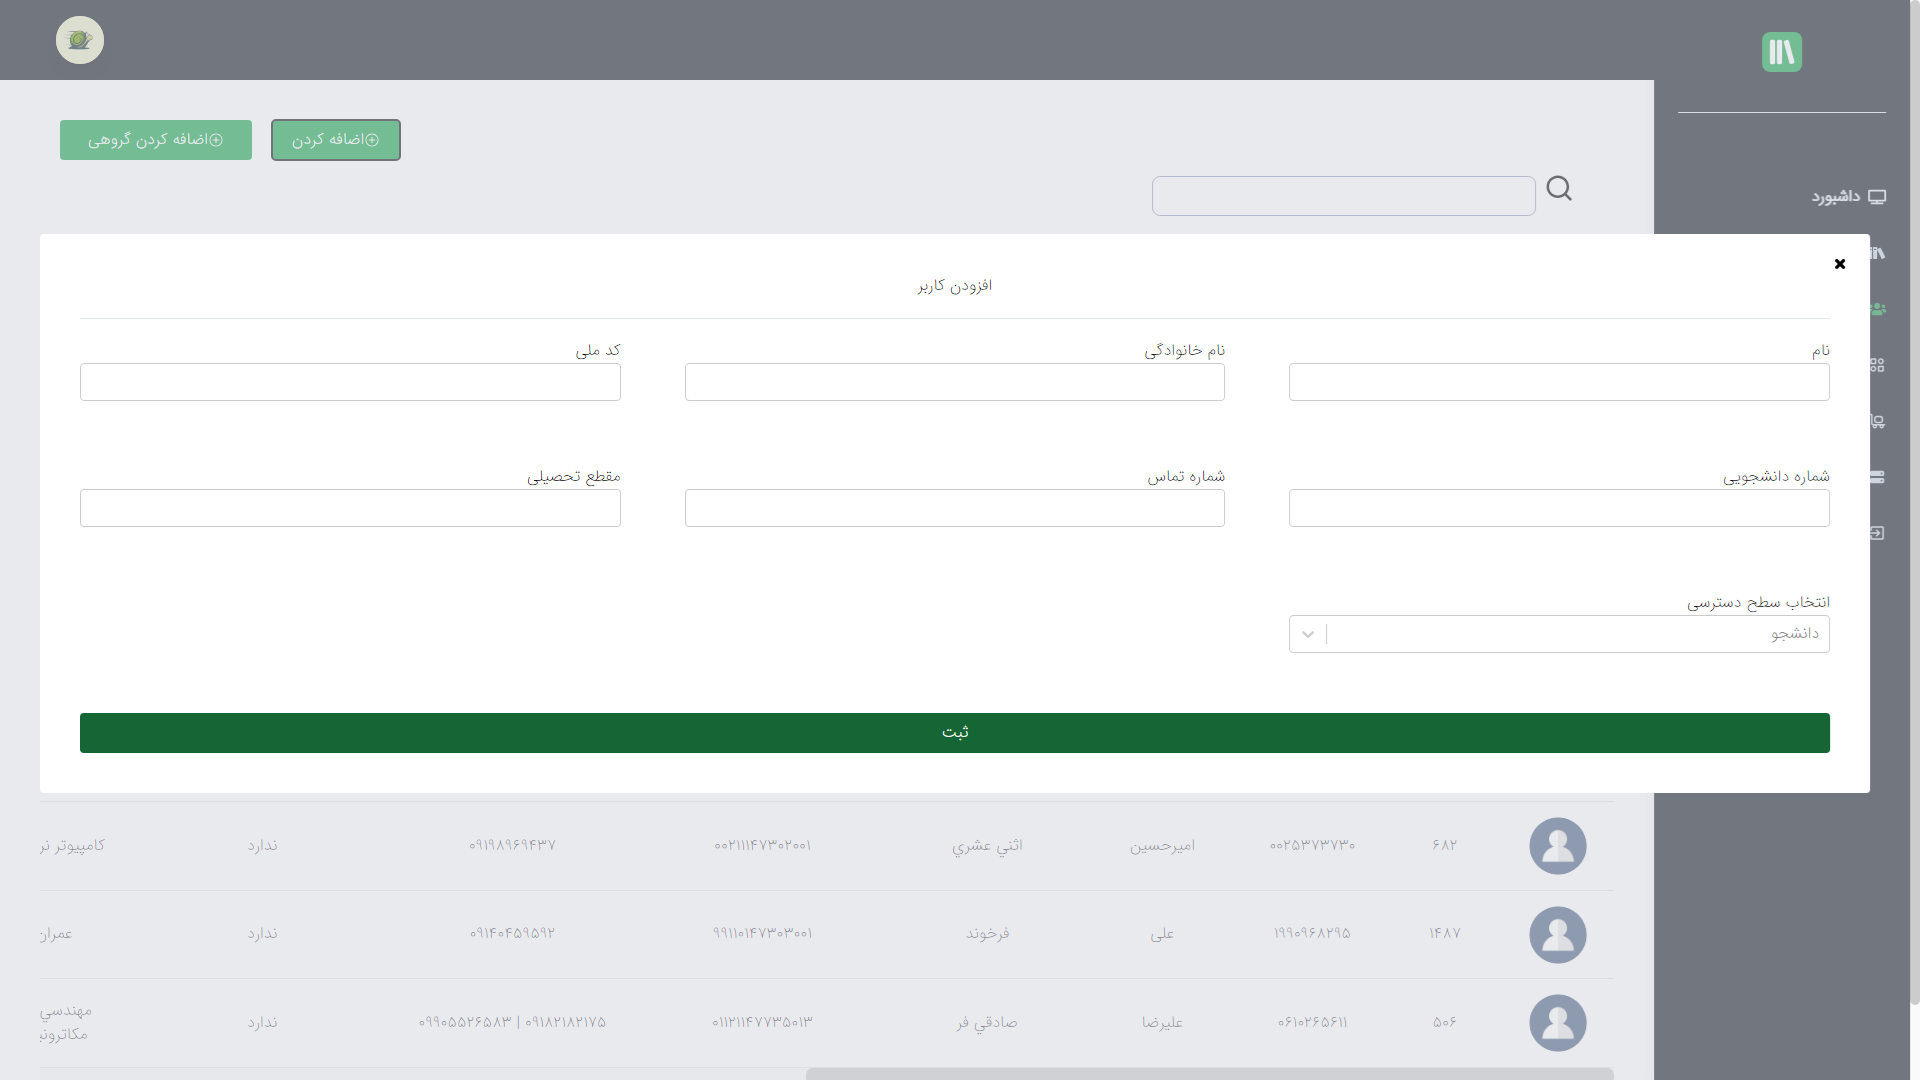 اضافه کردن
اضافه کردن گروهی
داشبورد
افزودن کاربر
نام
نام خانوادگی
کد ملی
شماره دانشجویی
شماره تماس
مقطع تحصیلی
انتخاب سطح دسترسی
دانشجو
ثبت
۶۸۲
۰۰۲۵۳۷۳۷۳۰
امیرحسین
اثني عشري
۰۰۲۱۱۱۴۷۳۰۲۰۰۱
۰۹۱۹۸۹۶۹۴۳۷
ندارد
کامپیوتر نر
۱۴۸۷
۱۹۹۰۹۶۸۲۹۵
علی
فرخوند
۹۹۱۱۰۱۴۷۳۰۳۰۰۱
۰۹۱۴۰۴۵۹۵۹۲
ندارد
عمران
۵۰۶
۰۶۱۰۲۶۵۶۱۱
علیرضا
صادقي فر
۰۱۱۲۱۱۴۷۷۳۵۰۱۳
۰۹۱۸۲۱۸۲۱۷۵ | ۰۹۹۰۵۵۲۶۵۸۳
ندارد
مهندسي